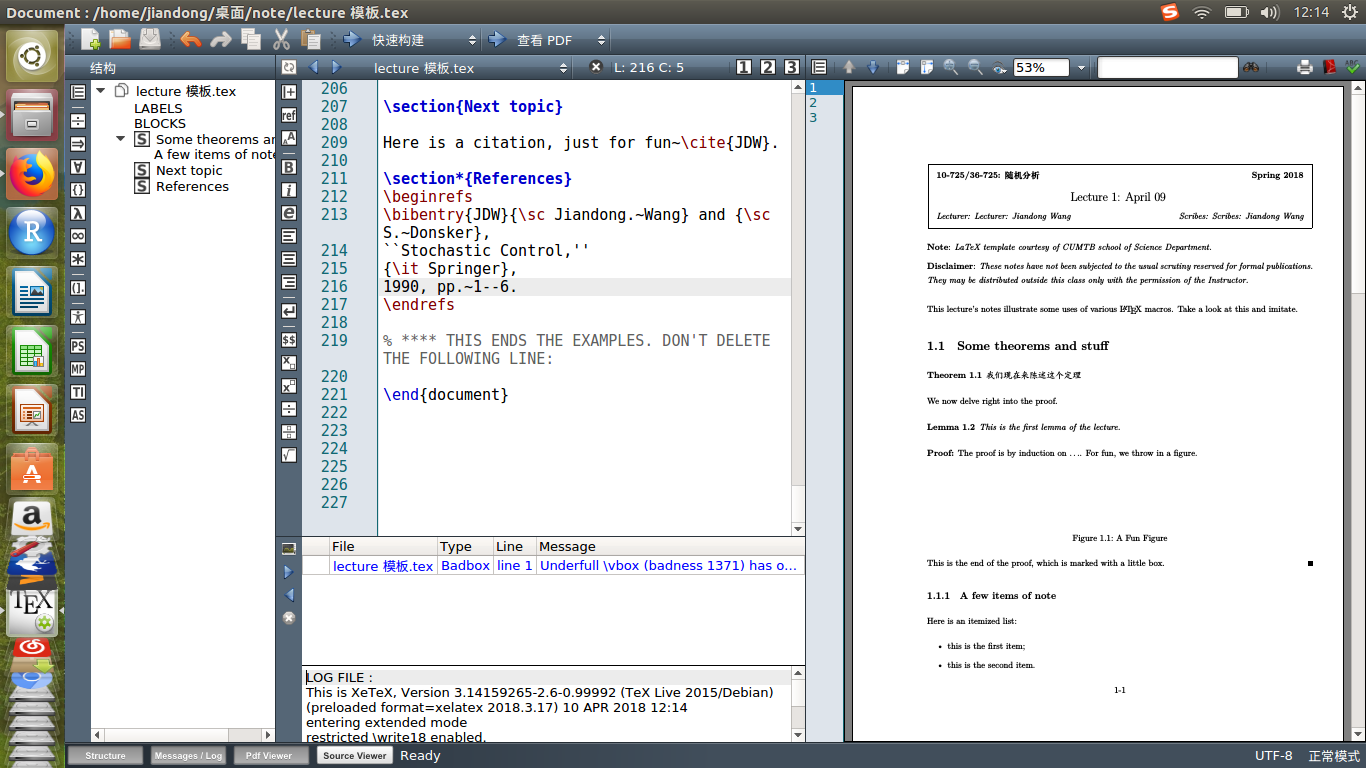 Document : /home/jiandong/桌面/note/lecture 模板.tex
12:14
快速构建
查看 PDF
结构
lecture 模板.tex
L: 216 C: 5
1 2 3
53%
lecture 模板.tex
LABELS
BLOCKS
Some theorems ar
A few items of note
Next topic
References
206
207 \section{Next topic}
208
209 Here is a citation, just for fun~\cite{JDW}.
210
211 \section*{References}
212 \beginrefs
213 \bibentry{JDW}{\sc Jiandong.~Wang} and {\sc
S.~Donsker},
214 ``Stochastic Control,''
215 {\it Springer},
216 1990, pp.~1--6.
217 \endrefs
218
219 % **** THIS ENDS THE EXAMPLES. DON'T DELETE
THE FOLLOWING LINE:
220
221 \end{document}
222
223
224
225
226
227
File Type Line Message
lecture 模板.tex Badbox line 1 Underfull \vbox (badness 1371) has o...
LOG FILE :
This is XeTeX, Version 3.14159265-2.6-0.99992 (TeX Live 2015/Debian)
(preloaded format=xelatex 2018.3.17) 10 APR 2018 12:14
entering extended mode
restricted \write18 enabled.
1
2
3
10-725/36-725: 随机分析 Spring 2018
Lecture 1: April 09
Lecturer: Lecturer: Jiandong Wang Scribes: Scribes: Jiandong Wang
Note: LaTeX template courtesy of CUMTB school of Science Department.
Disclaimer: These notes have not been subjected to the usual scrutiny reserved for formal publications.
They may be distributed outside this class only with the permission of the Instructor.
This lecture's notes illustrate some uses of various LATEX macros. Take a look at this and imitate.
1.1 Some theorems and stuff
Theorem 1.1 我们现在来陈述这个定理
We now delve right into the proof.
Lemma 1.2 This is the first lemma of the lecture.
Proof: The proof is by induction on .... For fun, we throw in a figure.
Figure 1.1: A Fun Figure
This is the end of the proof, which is marked with a little box.
1.1.1 A few items of note
Here is an itemized list:
• this is the first item;
• this is the second item.
1-1
Structure
Messages / Log
Pdf Viewer
Source Viewer
Ready
UTF-8
正常模式